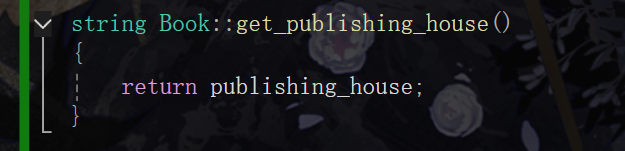 string Book::get_publishing_house()
{
return publishing_house;
}